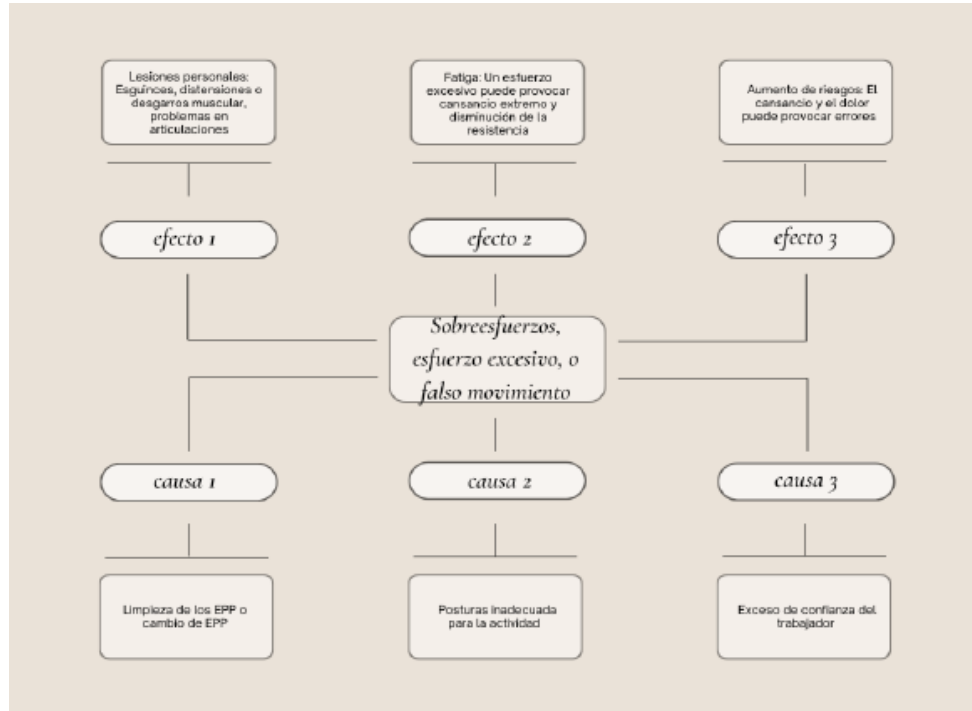 Lesiones personales:
Esguinces, distensiones o
desgarros muscular,
problemas en
articulaciones
Fatiga: Un esfuerzo
excesivo puede provocar
cansancio extremo y
disminución de la
resistencia
Aumento de riesgos: El
cansancio y el dolor
puede provocar errores
efecto 1
efecto 2
efecto 3
Sobreesfuerzos,
esfuerzo excesivo, o
falso movimiento
causa 1
causa 2
causa 3
Limpieza de los EPP o
cambio de EPP
Posturas inadecuada
para la actividad
Exceso de confianza del
trabajador